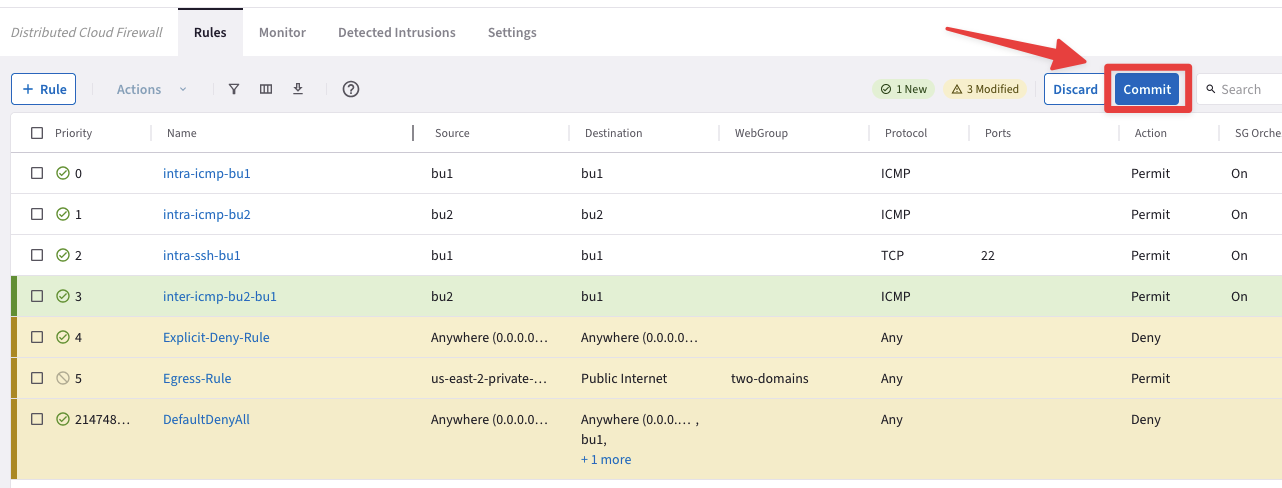 Distributed Cloud Firewall Rules Monitor Detected Intrusions Settings
+ Rule Actions 1 New 3 Modified Discard Commit Search
Priority Name Source Destination WebGroup Protocol Ports Action SG Orche
0 intra-icmp-bu1 bu1 bu1 ICMP Permit On
1 intra-icmp-bu2 bu2 bu2 ICMP Permit On
2 intra-ssh-bu1 bu1 bu1 TCP 22 Permit On
3 inter-icmp-bu2-bu1 bu2 bu1 ICMP Permit On
4 Explicit-Deny-Rule Anywhere (0.0.0.0… Anywhere (0.0.0.0… Any Deny
5 Egress-Rule us-east-2-private-… Public Internet two-domains Any Permit
214748… DefaultDenyAll Anywhere (0.0.0.0… Anywhere (0.0.0.… , Any Deny
bu1,
+ 1 more